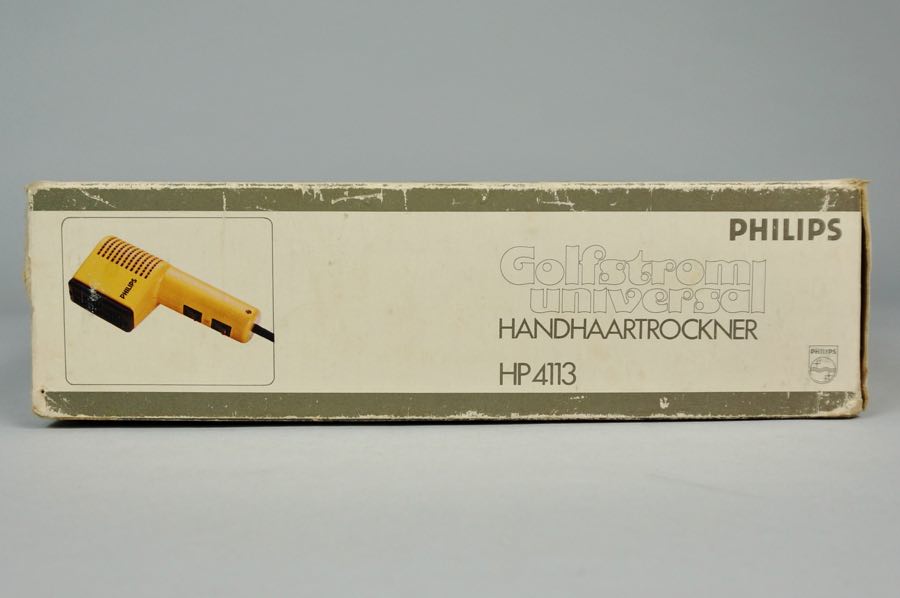 PHILIPS
PHILIPS
Golfstrom
universal
HANDHAARTROCKNER
HP 4113
PHILIPS